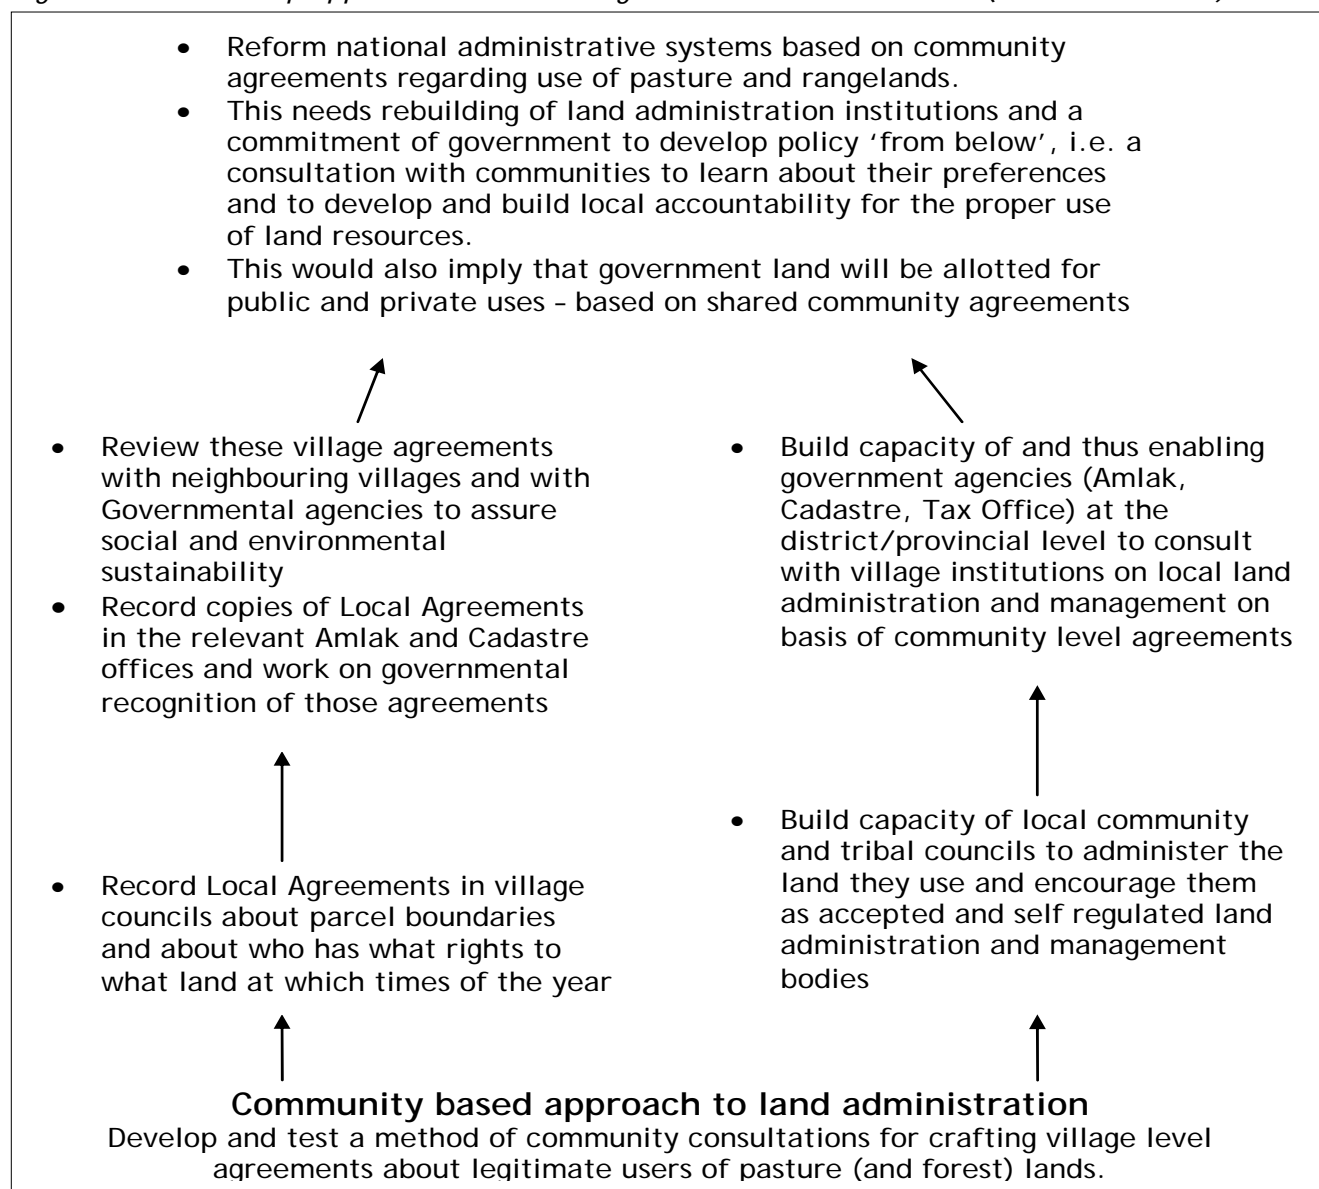 • Reform national administrative systems based on community
agreements regarding use of pasture and rangelands.
• This needs rebuilding of land administration institutions and a
commitment of government to develop policy ‘from below’, i.e. a
consultation with communities to learn about their preferences
and to develop and build local accountability for the proper use
of land resources.
• This would also imply that government land will be allotted for
public and private uses – based on shared community agreements
• Review these village agreements
with neighbouring villages and with
Governmental agencies to assure
social and environmental
sustainability
• Record copies of Local Agreements
in the relevant Amlak and Cadastre
offices and work on governmental
recognition of those agreements
• Build capacity of and thus enabling
government agencies (Amlak,
Cadastre, Tax Office) at the
district/provincial level to consult
with village institutions on local land
administration and management on
basis of community level agreements
• Record Local Agreements in village
councils about parcel boundaries
and about who has what rights to
what land at which times of the year
• Build capacity of local community
and tribal councils to administer the
land they use and encourage them
as accepted and self regulated land
administration and management
bodies
Community based approach to land administration
Develop and test a method of community consultations for crafting village level
agreements about legitimate users of pasture (and forest) lands.